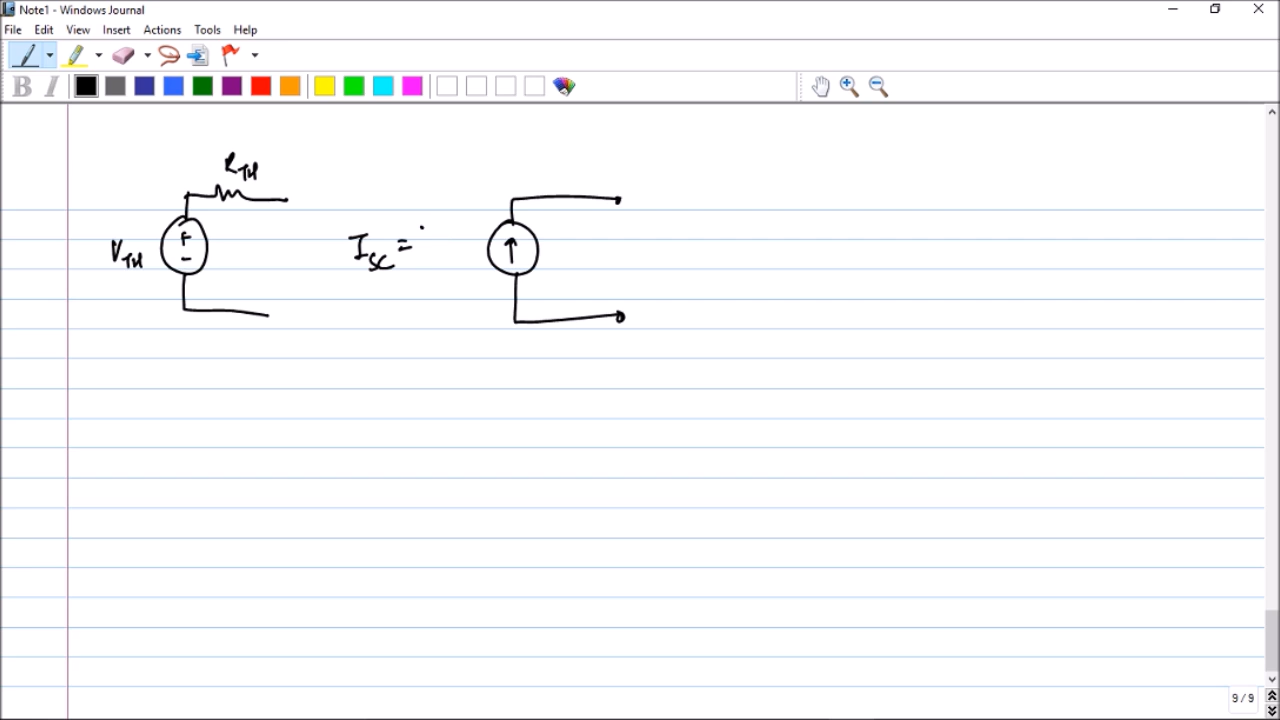 Note1 - Windows Journal
File Edit View Insert Actions Tools Help
B I
R_TH
V_TH
+
-
I_SC =
9 / 9